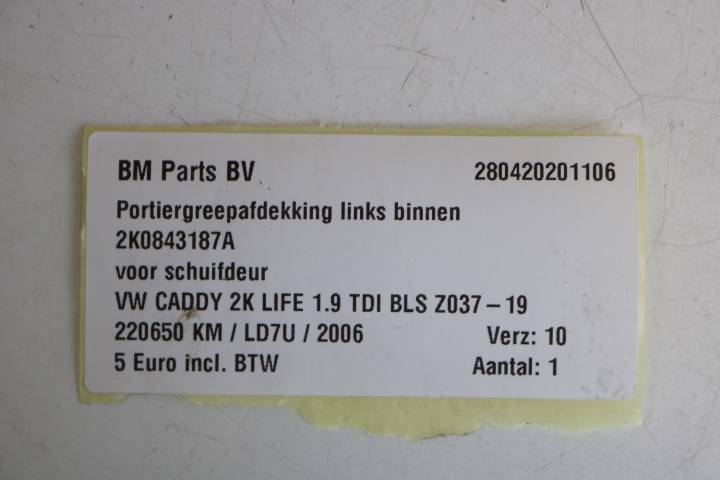 BM Parts BV 280420201106
Portiergreepafdekking links binnen
2K0843187A
voor schuifdeur
VW CADDY 2K LIFE 1.9 TDI BLS Z037-19
220650 KM / LD7U / 2006 Verz: 10
5 Euro incl. BTW Aantal: 1